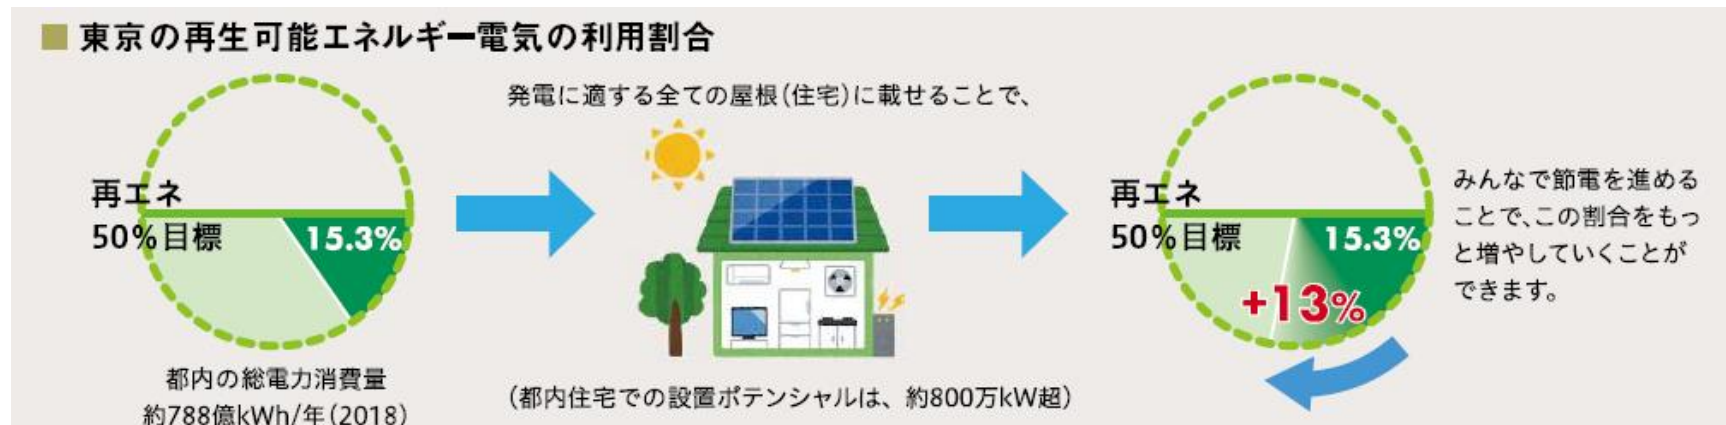 東京の再生可能エネルギー電気の利用割合
再エネ
50%目標
15.3%
都内の総電力消費量
約788億kWh/年(2018)
発電に適する全ての屋根(住宅)に載せることで、
(都内住宅での設置ポテンシャルは、約800万kW超)
再エネ
50%目標
15.3%
+13%
みんなで節電を進める
ことで、この割合をもっ
と増やしていくことが
できます。